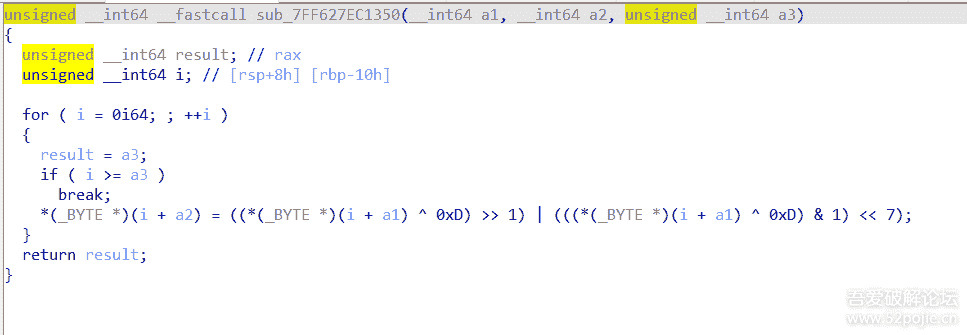 unsigned __int64 __fastcall sub_7FF627EC1350(__int64 a1, __int64 a2, unsigned __int64 a3)
{
  unsigned __int64 result; // rax
  unsigned __int64 i; // [rsp+8h] [rbp-10h]

  for ( i = 0i64; ; ++i )
  {
    result = a3;
    if ( i >= a3 )
      break;
    *(_BYTE *)(i + a2) = ((*(_BYTE *)(i + a1) ^ 0xD) >> 1) | (((*(_BYTE *)(i + a1) ^ 0xD) & 1) << 7);
  }
  return result;
}
吾爱破解论坛
www.52pojie.cn